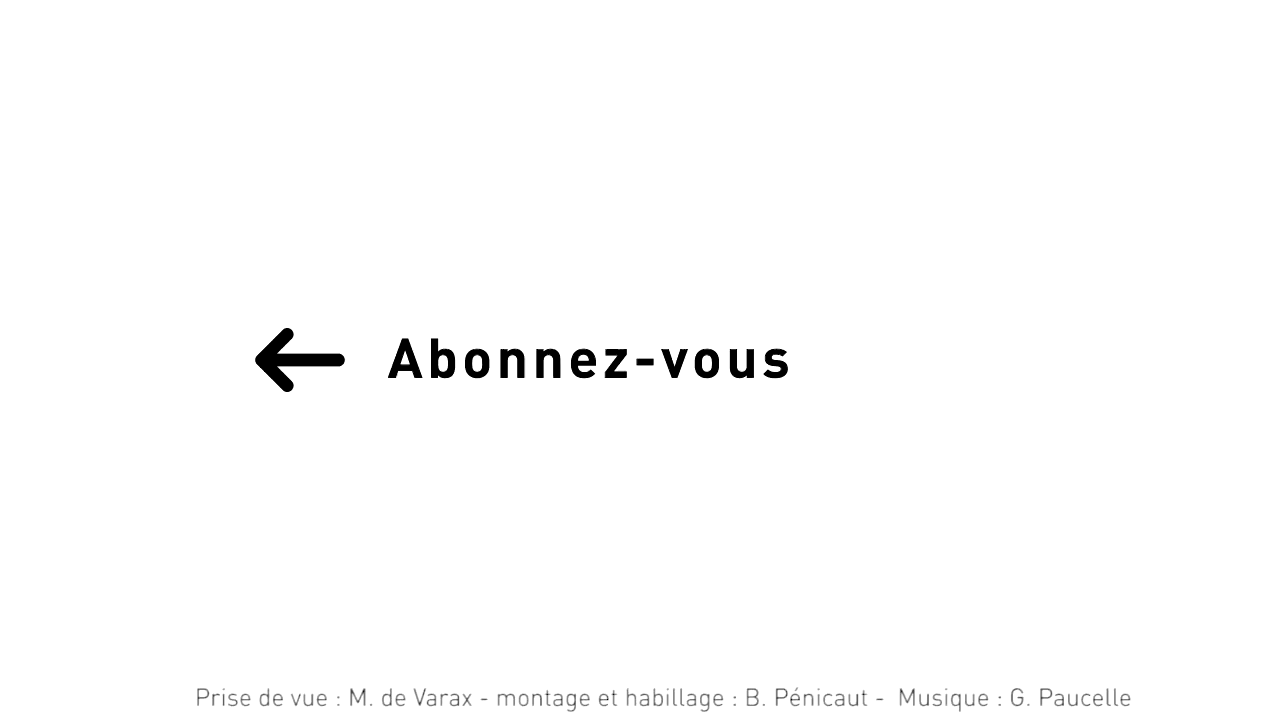 Abonnez-vous
Prise de vue : M. de Varax - montage et habillage : B. Pénicaut - Musique : G. Paucelle